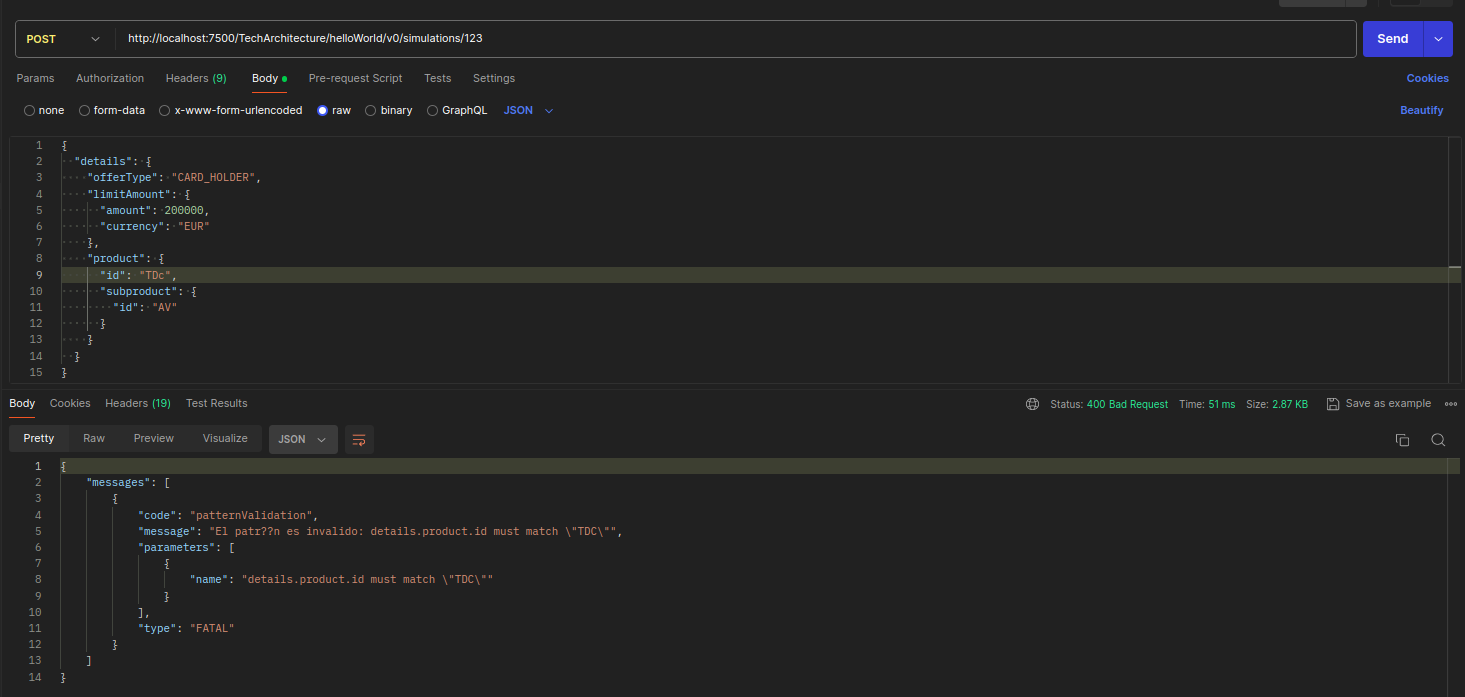 POST http://localhost:7500/TechArchitecture/helloWorld/v0/simulations/123 Send
Params Authorization Headers (9) Body Pre-request Script Tests Settings Cookies
none form-data x-www-form-urlencoded raw binary GraphQL JSON Beautify
1 {
2 "details": {
3 "offerType": "CARD_HOLDER",
4 "limitAmount": {
5 "amount": 200000,
6 "currency": "EUR"
7 },
8 "product": {
9 "id": "TDc",
10 "subproduct": {
11 "id": "AV"
12 }
13 }
14 }
15 }
Body Cookies Headers (19) Test Results Status: 400 Bad Request Time: 51 ms Size: 2.87 KB Save as example
Pretty Raw Preview Visualize JSON
1 {
2 "messages": [
3 {
4 "code": "patternValidation",
5 "message": "El patr??n es invalido: details.product.id must match \"TDC\"",
6 "parameters": [
7 {
8 "name": "details.product.id must match \"TDC\""
9 }
10 ],
11 "type": "FATAL"
12 }
13 ]
14 }